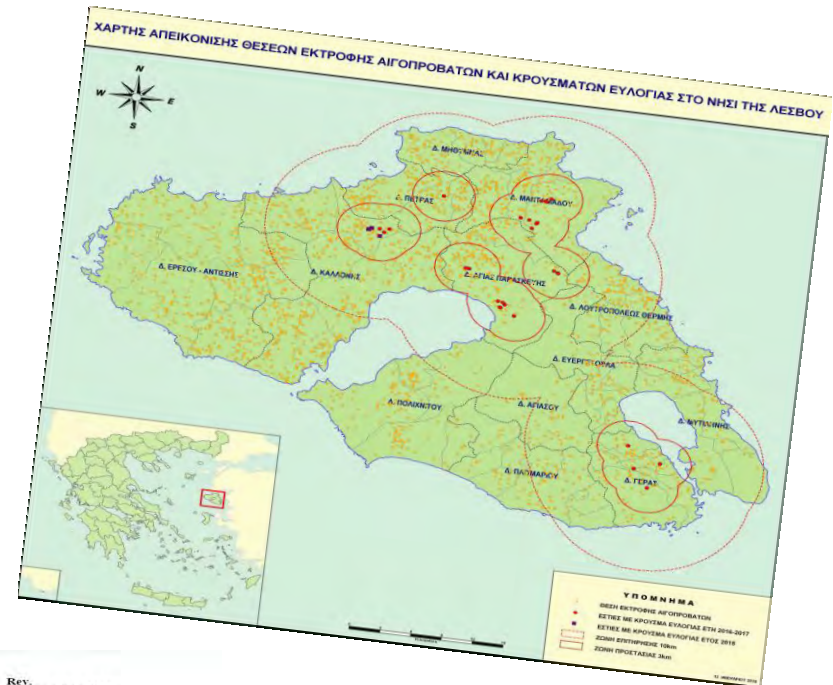 ΧΑΡΤΗΣ ΑΠΕΙΚΟΝΙΣΗΣ ΘΕΣΕΩΝ ΕΚΤΡΟΦΗΣ ΑΙΓΟΠΡΟΒΑΤΩΝ ΚΑΙ ΚΡΟΥΣΜΑΤΩΝ ΕΥΛΟΓΙΑΣ ΣΤΟ ΝΗΣΙ ΤΗΣ ΛΕΣΒΟΥ
N
W E
S
Δ. ΜΗΘΥΜΝΑΣ
Δ. ΠΕΤΡΑΣ
Δ. ΜΑΝΤΑΜΑΔΟΥ
Δ. ΕΡΕΣΟΥ - ΑΝΤΙΣΣΗΣ
Δ. ΚΑΛΛΟΝΗΣ
Δ. ΑΓΙΑΣ ΠΑΡΑΣΚΕΥΗΣ
Δ. ΛΟΥΤΡΟΠΟΛΕΩΣ ΘΕΡΜΗΣ
Δ. ΕΥΕΡΓΕΤΟΥΛΑ
Δ. ΠΟΛΙΧΝΙΤΟΥ
Δ. ΑΓΙΑΣΟΥ
Δ. ΜΥΤΙΛΗΝΗΣ
Δ. ΠΛΩΜΑΡΙΟΥ
Δ. ΓΕΡΑΣ
ΥΠΟΜΝΗΜΑ
ΘΕΣΗ ΕΚΤΡΟΦΗΣ ΑΙΓΟΠΡΟΒΑΤΩΝ
ΕΣΤΙΕΣ ΜΕ ΚΡΟΥΣΜΑ ΕΥΛΟΓΙΑΣ ΕΤΗ 2016-2017
ΕΣΤΙΕΣ ΜΕ ΚΡΟΥΣΜΑ ΕΥΛΟΓΙΑΣ ΕΤΟΣ 2018
ΖΩΝΗ ΕΠΙΤΗΡΗΣΗΣ 10km
ΖΩΝΗ ΠΡΟΣΤΑΣΙΑΣ 3km
Rev.